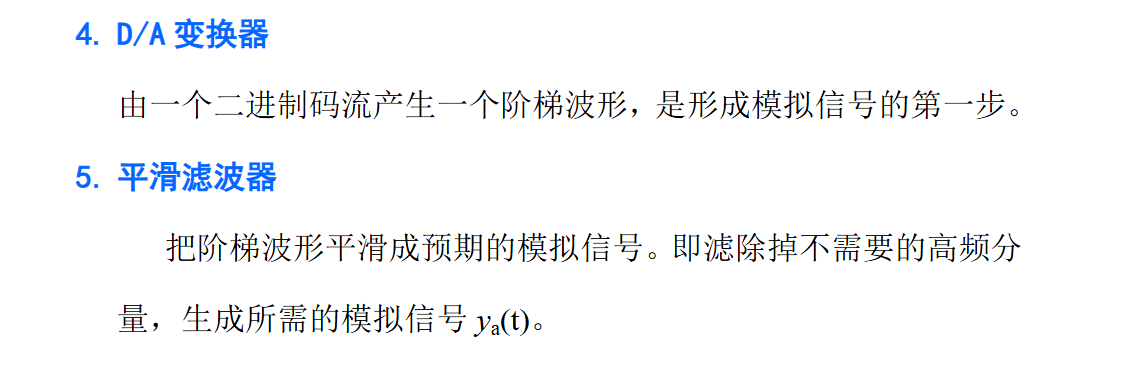 4. D/A 变换器
由一个二进制码流产生一个阶梯波形，是形成模拟信号的第一步。
5. 平滑滤波器
把阶梯波形平滑成预期的模拟信号。即滤除掉不需要的高频分
量，生成所需的模拟信号 yₐ(t)。